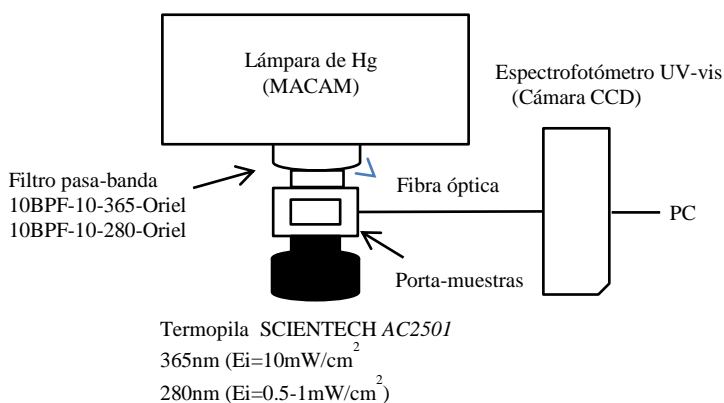 Lámpara de Hg
(MACAM)
Espectrofotómetro UV-vis
(Cámara CCD)
Filtro pasa-banda
10BPF-10-365-Oriel
10BPF-10-280-Oriel
Fibra óptica
PC
Porta-muestras
Termopila SCIENTECH AC2501
365nm (Ei=10mW/cm²
280nm (Ei=0.5-1mW/cm²)